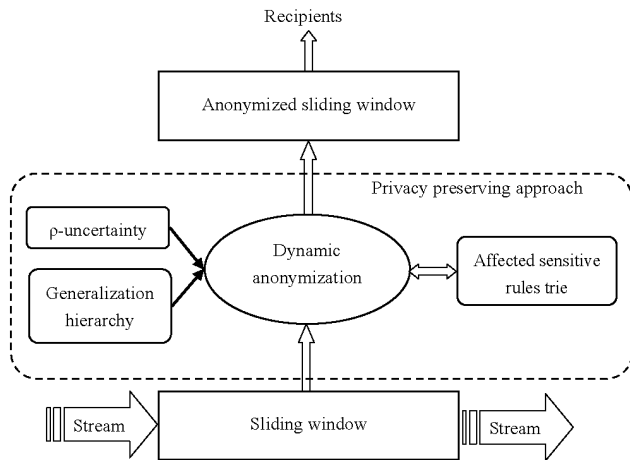 Recipients
Anonymized sliding window
Privacy preserving approach
ρ-uncertainty
Generalization
hierarchy
Dynamic
anonymization
Affected sensitive
rules trie
Stream
Sliding window
Stream